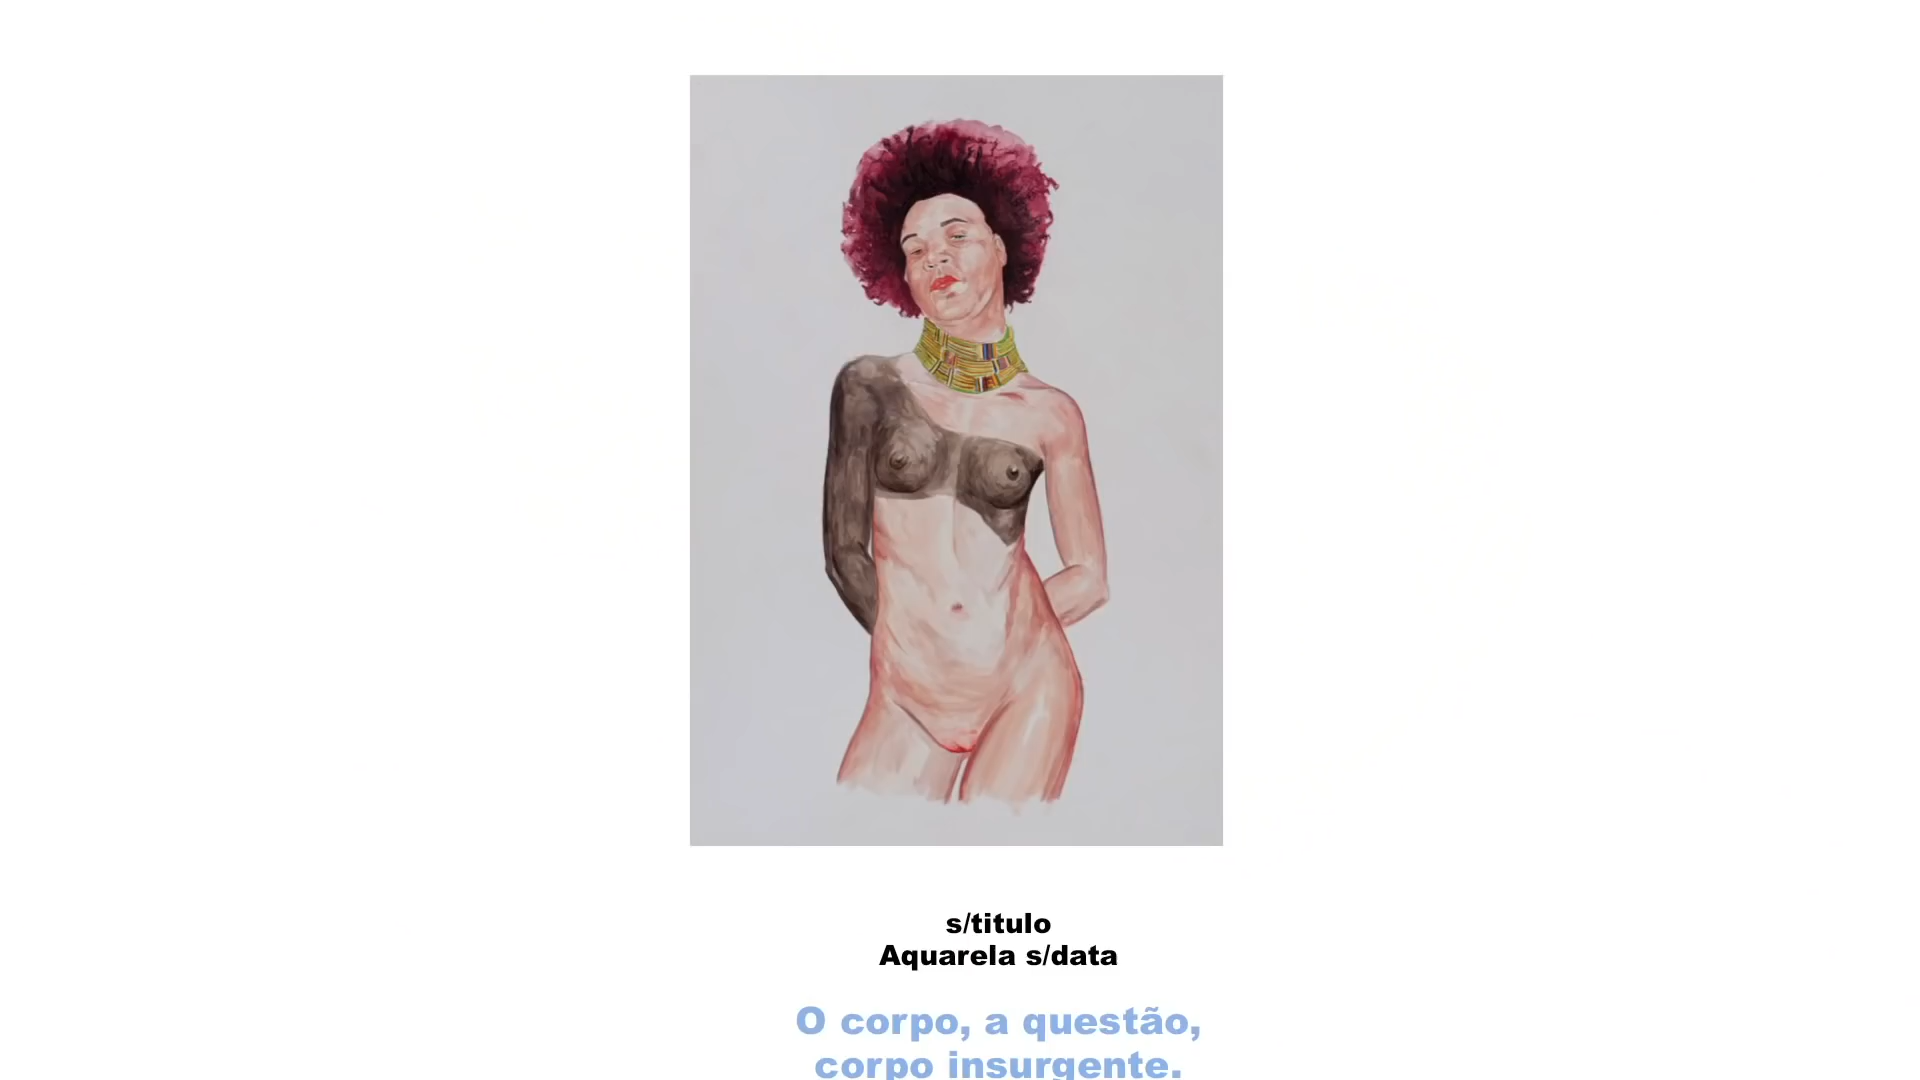 s/titulo
Aquarela s/data
O corpo, a questão,
corpo insurgente.